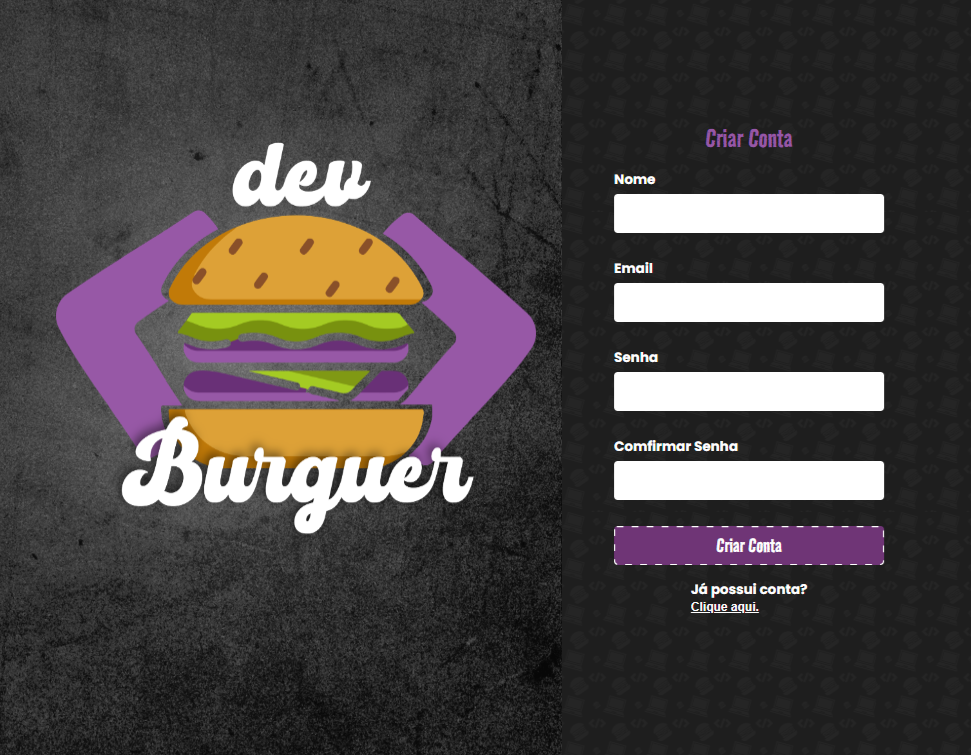 dev
Burguer
Criar Conta
Nome
Email
Senha
Comfirmar Senha
Criar Conta
Já possui conta?
Clique aqui.